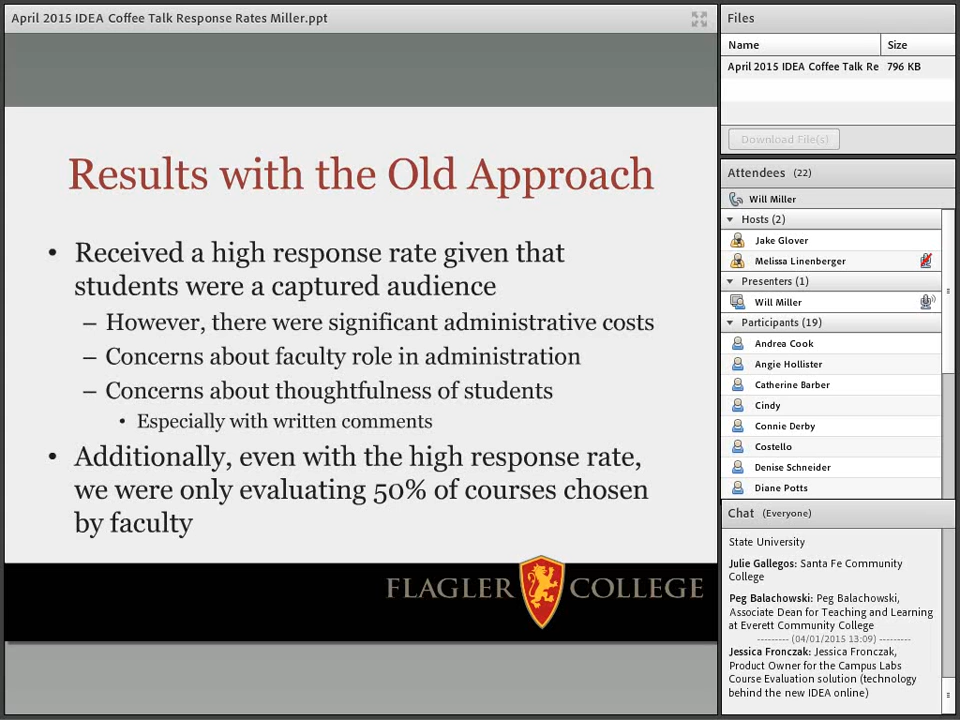 April 2015 IDEA Coffee Talk Response Rates Miller.ppt
Results with the Old Approach
• Received a high response rate given that
students were a captured audience
– However, there were significant administrative costs
– Concerns about faculty role in administration
– Concerns about thoughtfulness of students
• Especially with written comments
• Additionally, even with the high response rate,
we were only evaluating 50% of courses chosen
by faculty
FLAGLER COLLEGE
Files
Name Size
April 2015 IDEA Coffee Talk Re 796 KB
Download File(s)
Attendees (22)
Will Miller
Hosts (2)
Jake Glover
Melissa Linenberger
Presenters (1)
Will Miller
Participants (19)
Andrea Cook
Angie Hollister
Catherine Barber
Cindy
Connie Derby
Costello
Denise Schneider
Diane Potts
Chat (Everyone)
State University
Julie Gallegos: Santa Fe Community
College
Peg Balachowski: Peg Balachowski,
Associate Dean for Teaching and Learning
at Everett Community College
--------- (04/01/2015 13:09) ---------
Jessica Fronczak: Jessica Fronczak,
Product Owner for the Campus Labs
Course Evaluation solution (technology
behind the new IDEA online)